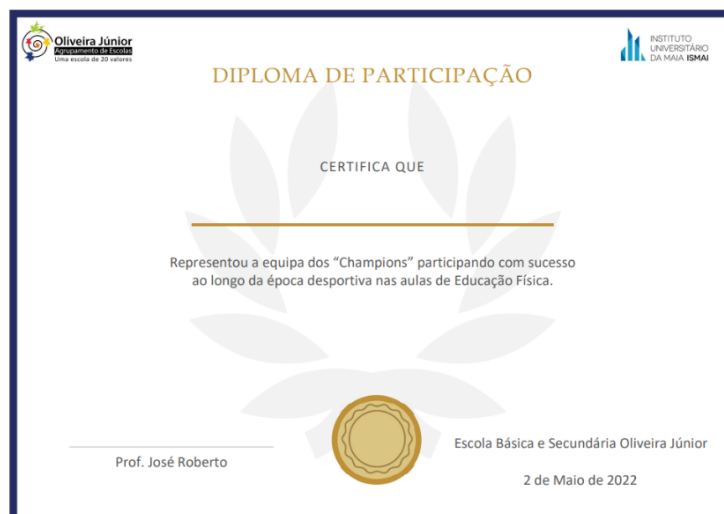 Oliveira Júnior
Agrupamento de Escolas
Uma escola de 20 valores
INSTITUTO
UNIVERSITÁRIO
DA MAIA ISMAI
DIPLOMA DE PARTICIPAÇÃO
CERTIFICA QUE
Representou a equipa dos “Champions” participando com sucesso
ao longo da época desportiva nas aulas de Educação Física.
Prof. José Roberto
Escola Básica e Secundária Oliveira Júnior
2 de Maio de 2022